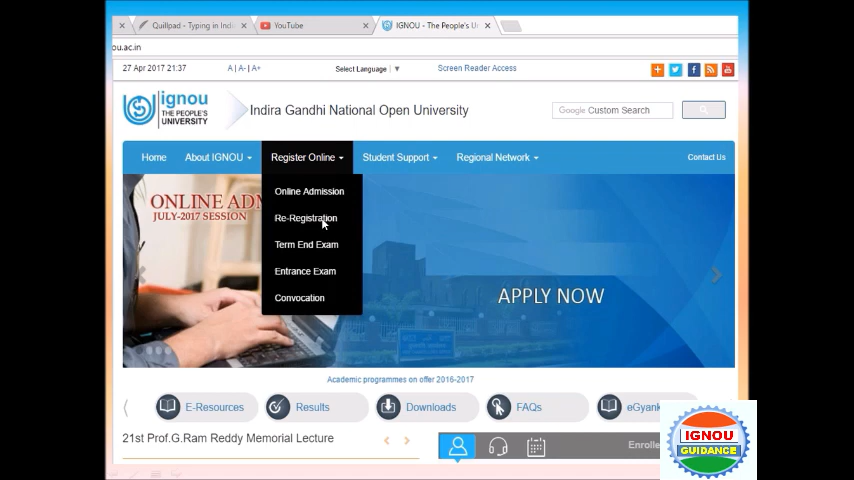 Quillpad - Typing in Indi
YouTube
IGNOU - The People's Un
ou.ac.in
27 Apr 2017 21:37
A | A- | A+
Select Language
Screen Reader Access
ignou
THE PEOPLE'S
UNIVERSITY
Indira Gandhi National Open University
Google Custom Search
Home
About IGNOU
Register Online
Student Support
Regional Network
Contact Us
ONLINE ADM
JULY-2017 SESSION
Online Admission
Re-Registration
Term End Exam
Entrance Exam
Convocation
APPLY NOW
Academic programmes on offer 2016-2017
E-Resources
Results
Downloads
FAQs
eGyank
21st Prof.G.Ram Reddy Memorial Lecture
Enrolle
IGNOU
GUIDANCE